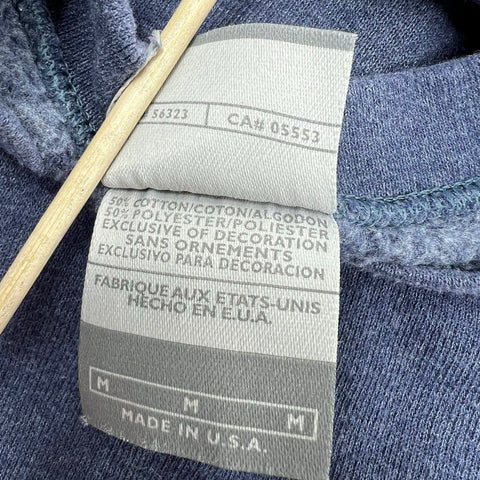 # 56323 CA# 05553
50% COTTON/COTON/ALGODON
50% POLYESTER/POLIESTER
EXCLUSIVE OF DECORATION
SANS ORNEMENTS
EXCLUSIVO PARA DECORACION
FABRIQUE AUX ETATS-UNIS
HECHO EN E.U.A.
M M M
MADE IN U.S.A.